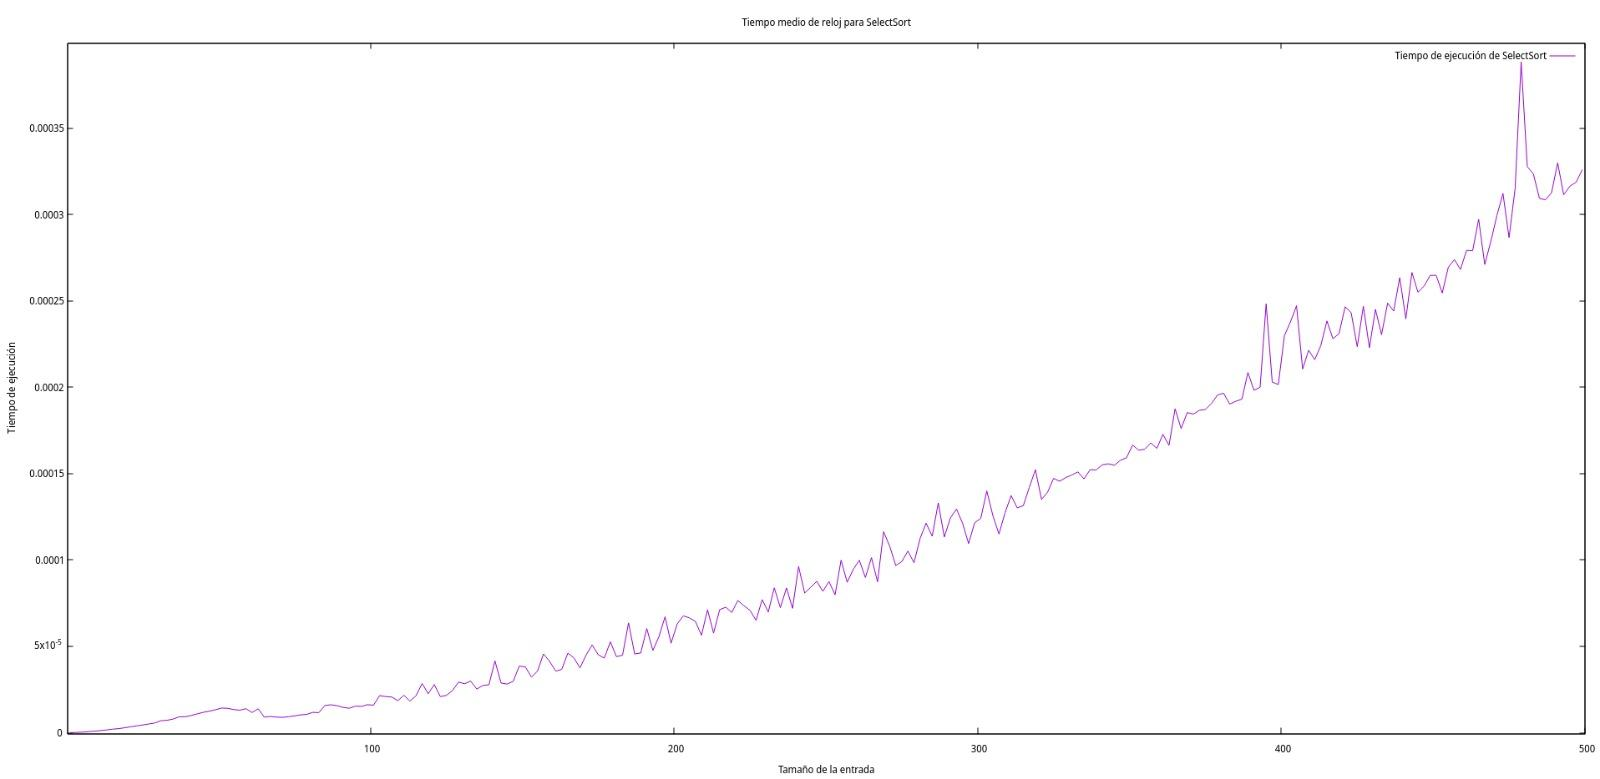 Tiempo medio de reloj para SelectSort
Tiempo de ejecución de SelectSort
0.00035
0.0003
0.00025
0.0002
0.00015
0.0001
5x10⁻⁵
0
Tiempo de ejecución
100 200 300 400 500
Tamaño de la entrada